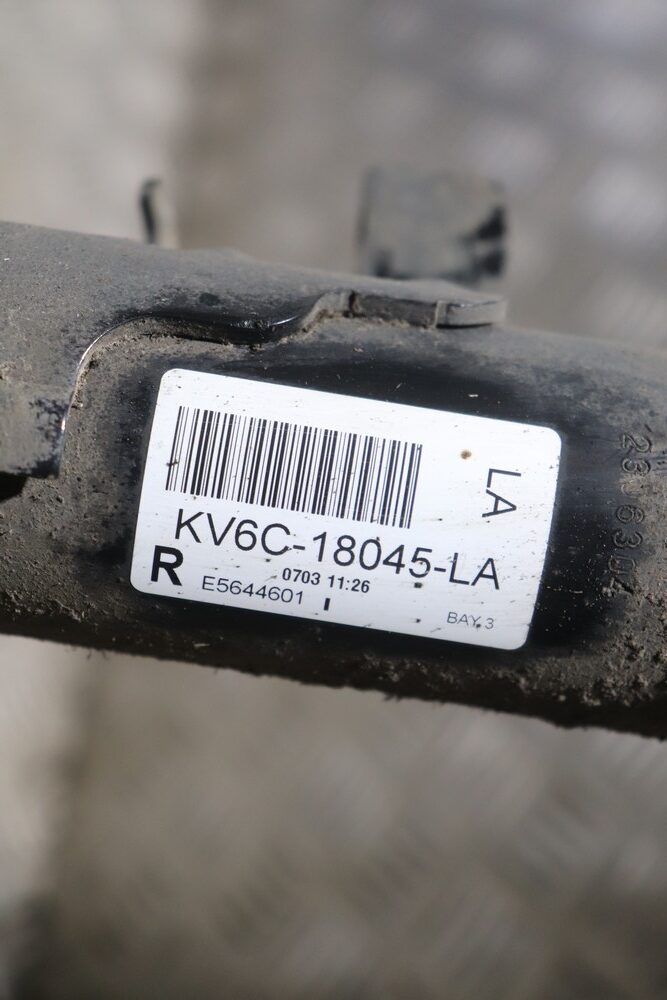 LA
KV6C-18045-LA
R
0703 11:26
E5644601
BAY 3